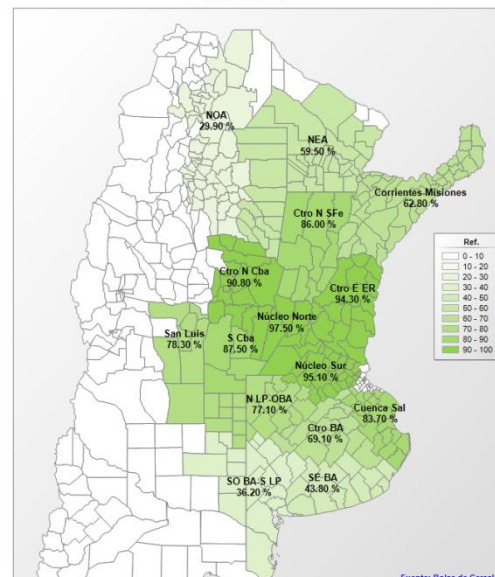 NOA
29.90 %
NEA
59.50 %
Corrientes-Misiones
62.80 %
Ctro N SFe
86.00 %
Ref.
0 - 10
10 - 20
20 - 30
30 - 40
40 - 50
50 - 60
60 - 70
70 - 80
80 - 90
90 - 100
Ctro N Cba
90.80 %
Ctro E ER
94.30 %
Núcleo Norte
97.50 %
San Luis
78.30 %
S Cba
87.50 %
Núcleo Sur
95.10 %
N LP-OBA
77.10 %
Cuenca Sal
83.70 %
Ctro BA
69.10 %
SO BA-S LP
36.20 %
SE BA
43.80 %